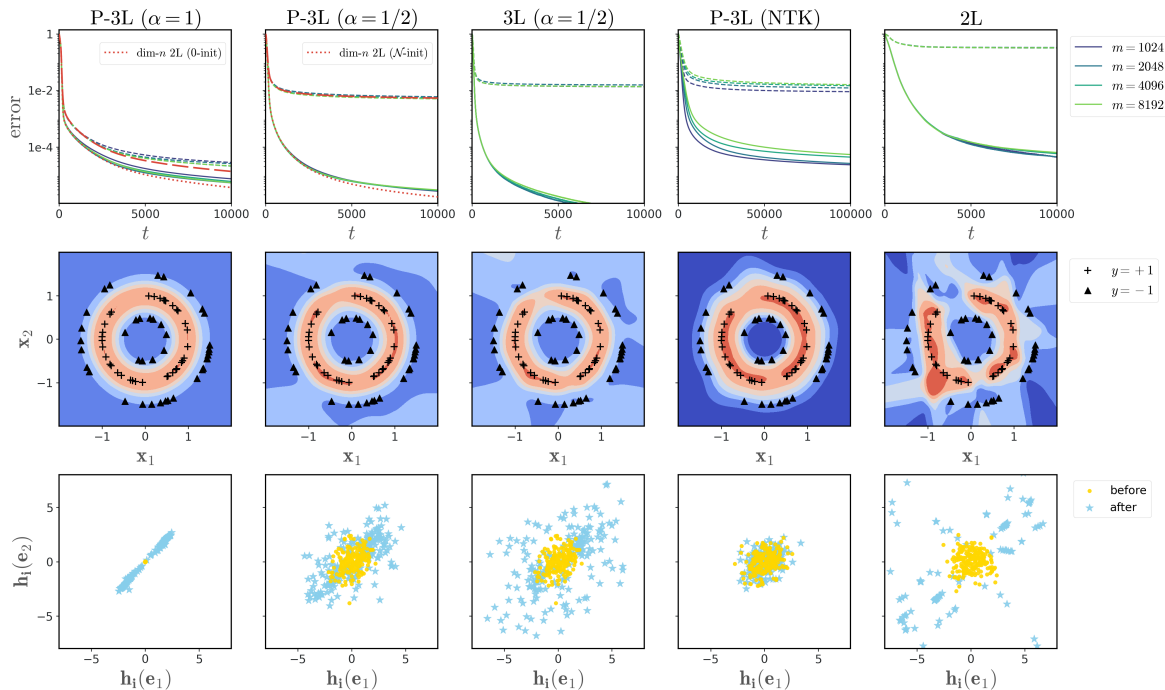 P-3L (α = 1) P-3L (α = 1/2) 3L (α = 1/2) P-3L (NTK) 2L
error
1
1e-2
1e-4
dim-n 2L (0-init)
dim-n 2L (𝒩-init)
m = 1024
m = 2048
m = 4096
m = 8192
0 5000 10000 0 5000 10000 0 5000 10000 0 5000 10000 0 5000 10000
t t t t t
x₂
1
0
−1
y = +1
y = −1
−1 0 1 −1 0 1 −1 0 1 −1 0 1 −1 0 1
x₁ x₁ x₁ x₁ x₁
hᵢ(e₂)
5
0
−5
before
after
−5 0 5 −5 0 5 −5 0 5 −5 0 5 −5 0 5
hᵢ(e₁) hᵢ(e₁) hᵢ(e₁) hᵢ(e₁) hᵢ(e₁)